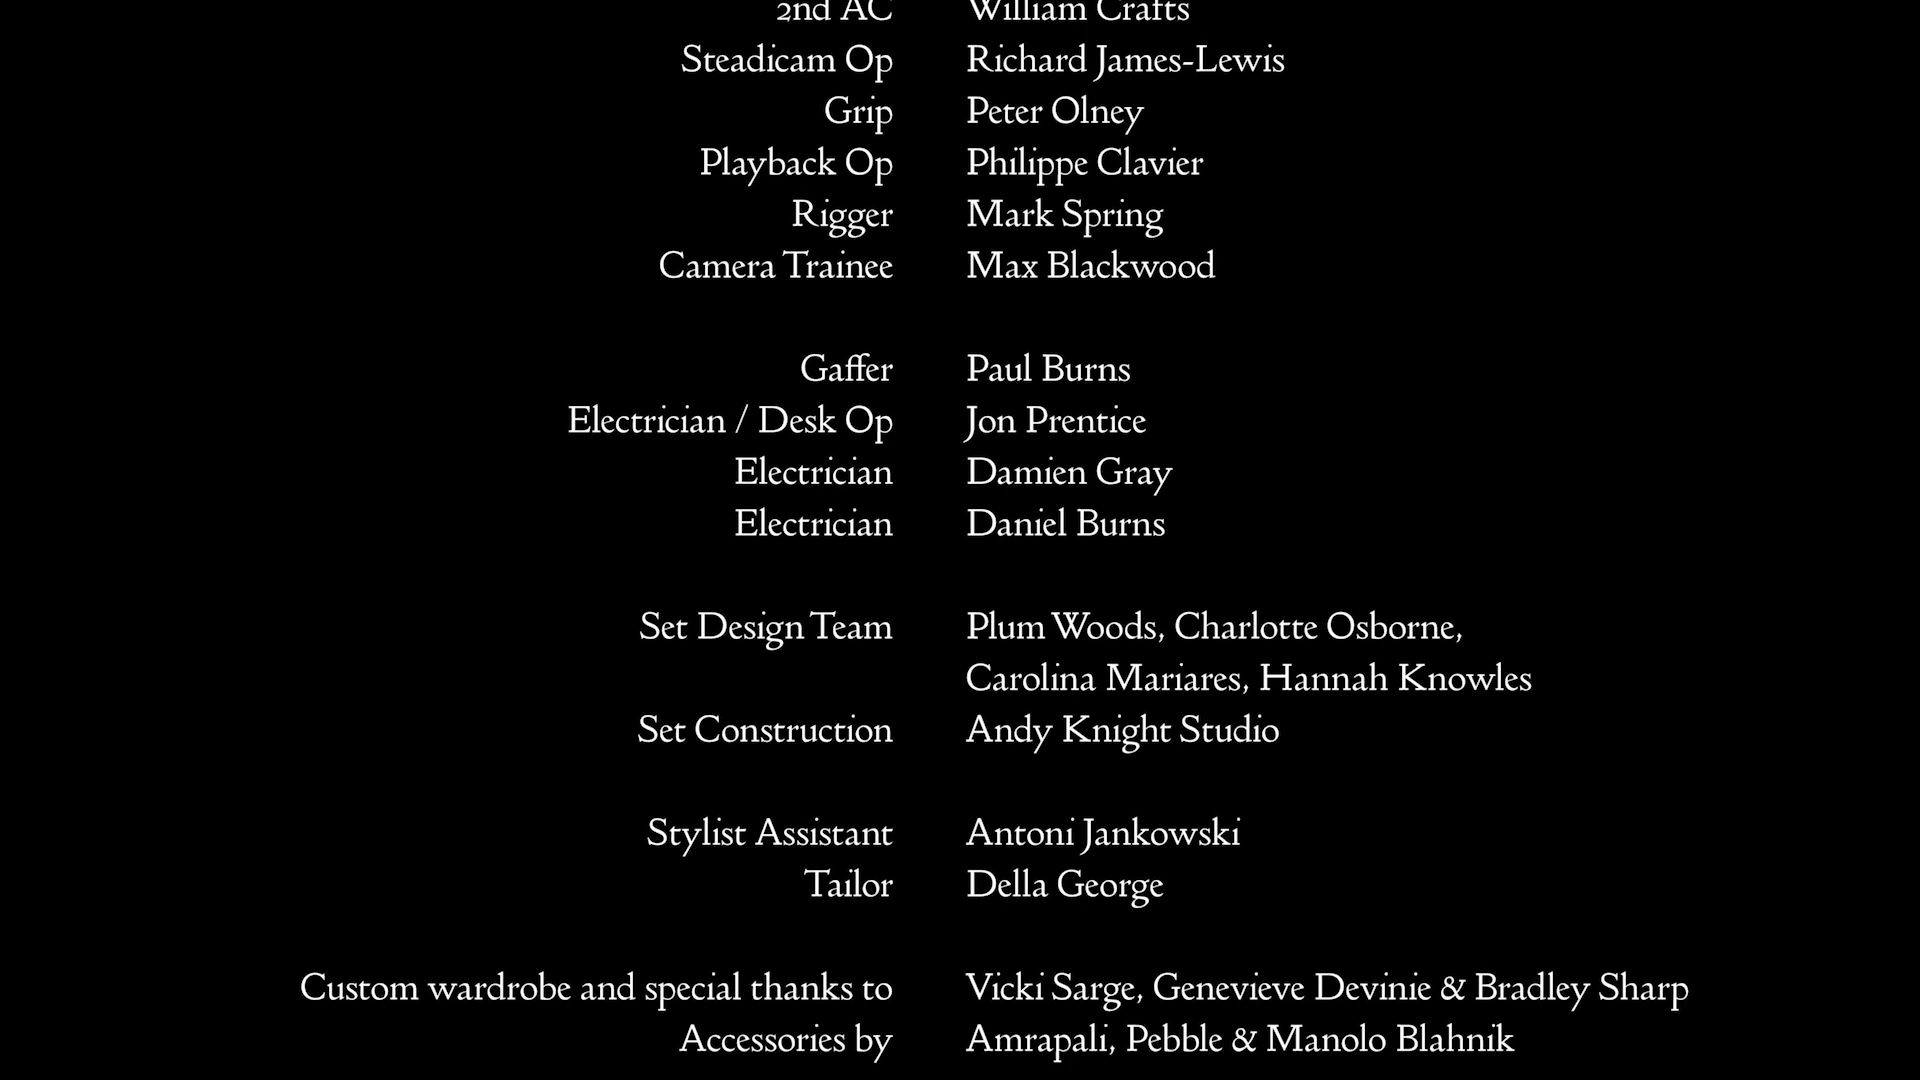 2nd AC William Crafts
Steadicam Op Richard James-Lewis
Grip Peter Olney
Playback Op Philippe Clavier
Rigger Mark Spring
Camera Trainee Max Blackwood
Gaffer Paul Burns
Electrician / Desk Op Jon Prentice
Electrician Damien Gray
Electrician Daniel Burns
Set Design Team Plum Woods, Charlotte Osborne,
Carolina Mariares, Hannah Knowles
Set Construction Andy Knight Studio
Stylist Assistant Antoni Jankowski
Tailor Della George
Custom wardrobe and special thanks to Vicki Sarge, Genevieve Devinie & Bradley Sharp
Accessories by Amrapali, Pebble & Manolo Blahnik